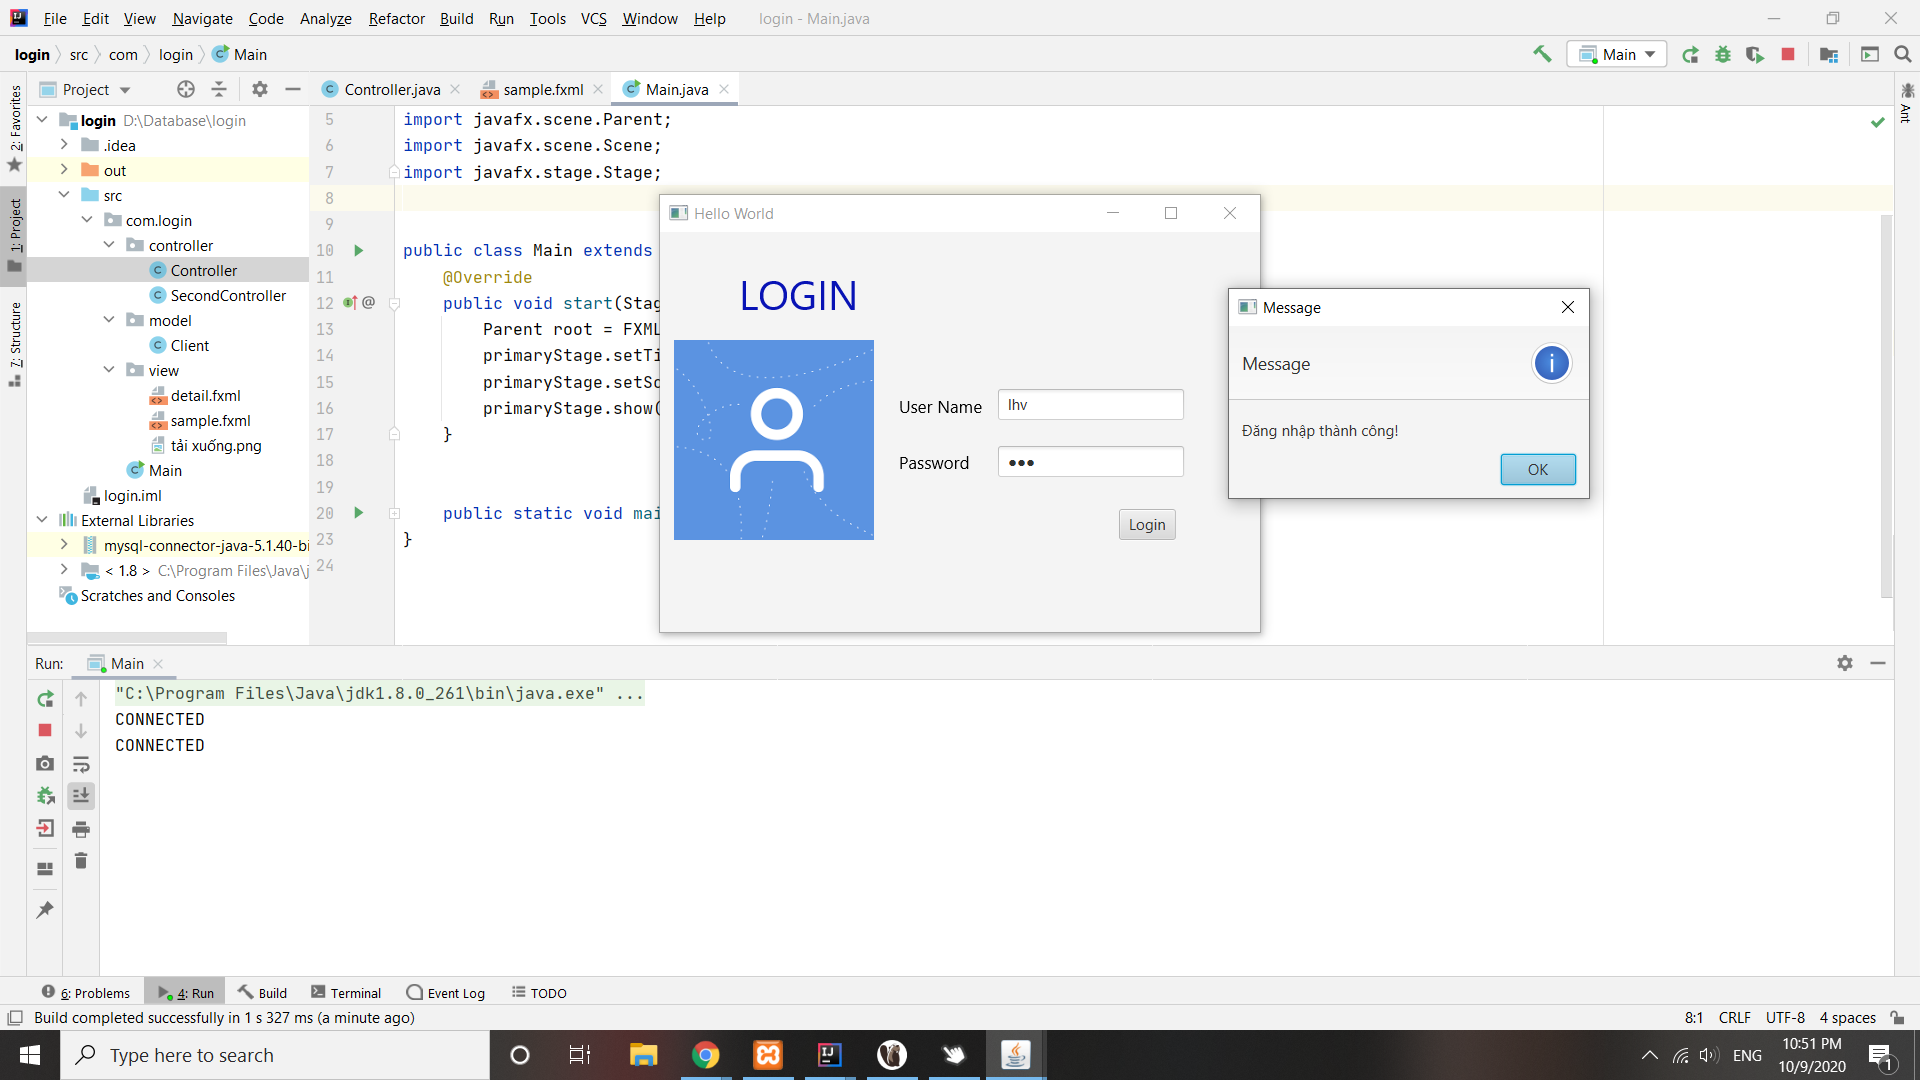 File Edit View Navigate Code Analyze Refactor Build Run Tools VCS Window Help login - Main.java
login src com login Main
Main
2: Favorites
1: Project
7: Structure
Ant
Project
Controller.java sample.fxml Main.java
login D:\Database\login
.idea
out
src
com.login
controller
Controller
SecondController
model
Client
view
detail.fxml
sample.fxml
tải xuống.png
Main
login.iml
External Libraries
mysql-connector-java-5.1.40-bi
< 1.8 > C:\Program Files\Java\j
Scratches and Consoles
5 import javafx.scene.Parent;
6 import javafx.scene.Scene;
7 import javafx.stage.Stage;
8
9
10 public class Main extends
11 @Override
12 public void start(Stag
13 Parent root = FXML
14 primaryStage.setTi
15 primaryStage.setSc
16 primaryStage.show(
17 }
18
19
20 public static void mai
23 }
24
Hello World
LOGIN
User Name lhv
Password
Login
Message
Message
Đăng nhập thành công!
OK
Run: Main
"C:\Program Files\Java\jdk1.8.0_261\bin\java.exe" ...
CONNECTED
CONNECTED
6: Problems 4: Run Build Terminal Event Log TODO
Build completed successfully in 1 s 327 ms (a minute ago) 8:1 CRLF UTF-8 4 spaces
Type here to search
ENG
10:51 PM
10/9/2020
1